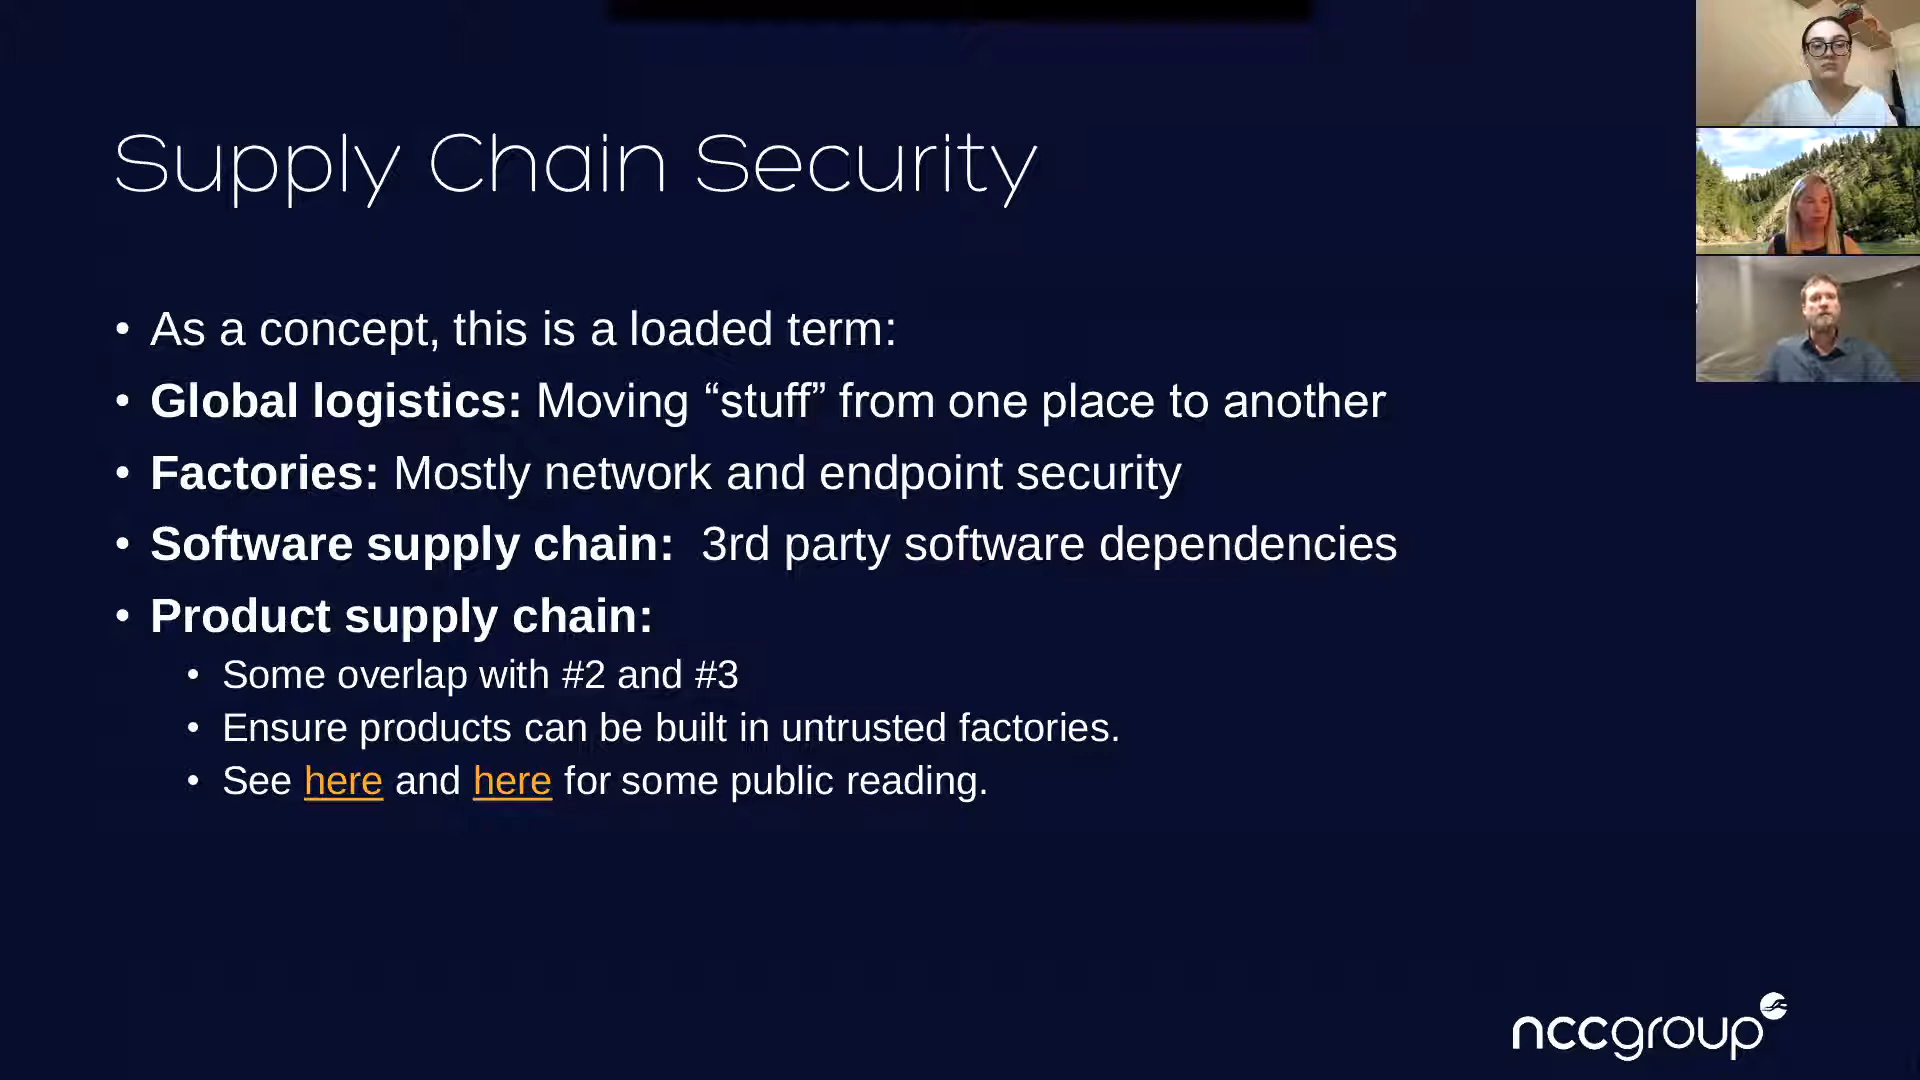 Supply Chain Security
• As a concept, this is a loaded term:
• Global logistics: Moving “stuff” from one place to another
• Factories: Mostly network and endpoint security
• Software supply chain:  3rd party software dependencies
• Product supply chain:
• Some overlap with #2 and #3
• Ensure products can be built in untrusted factories.
• See here and here for some public reading.
nccgroup